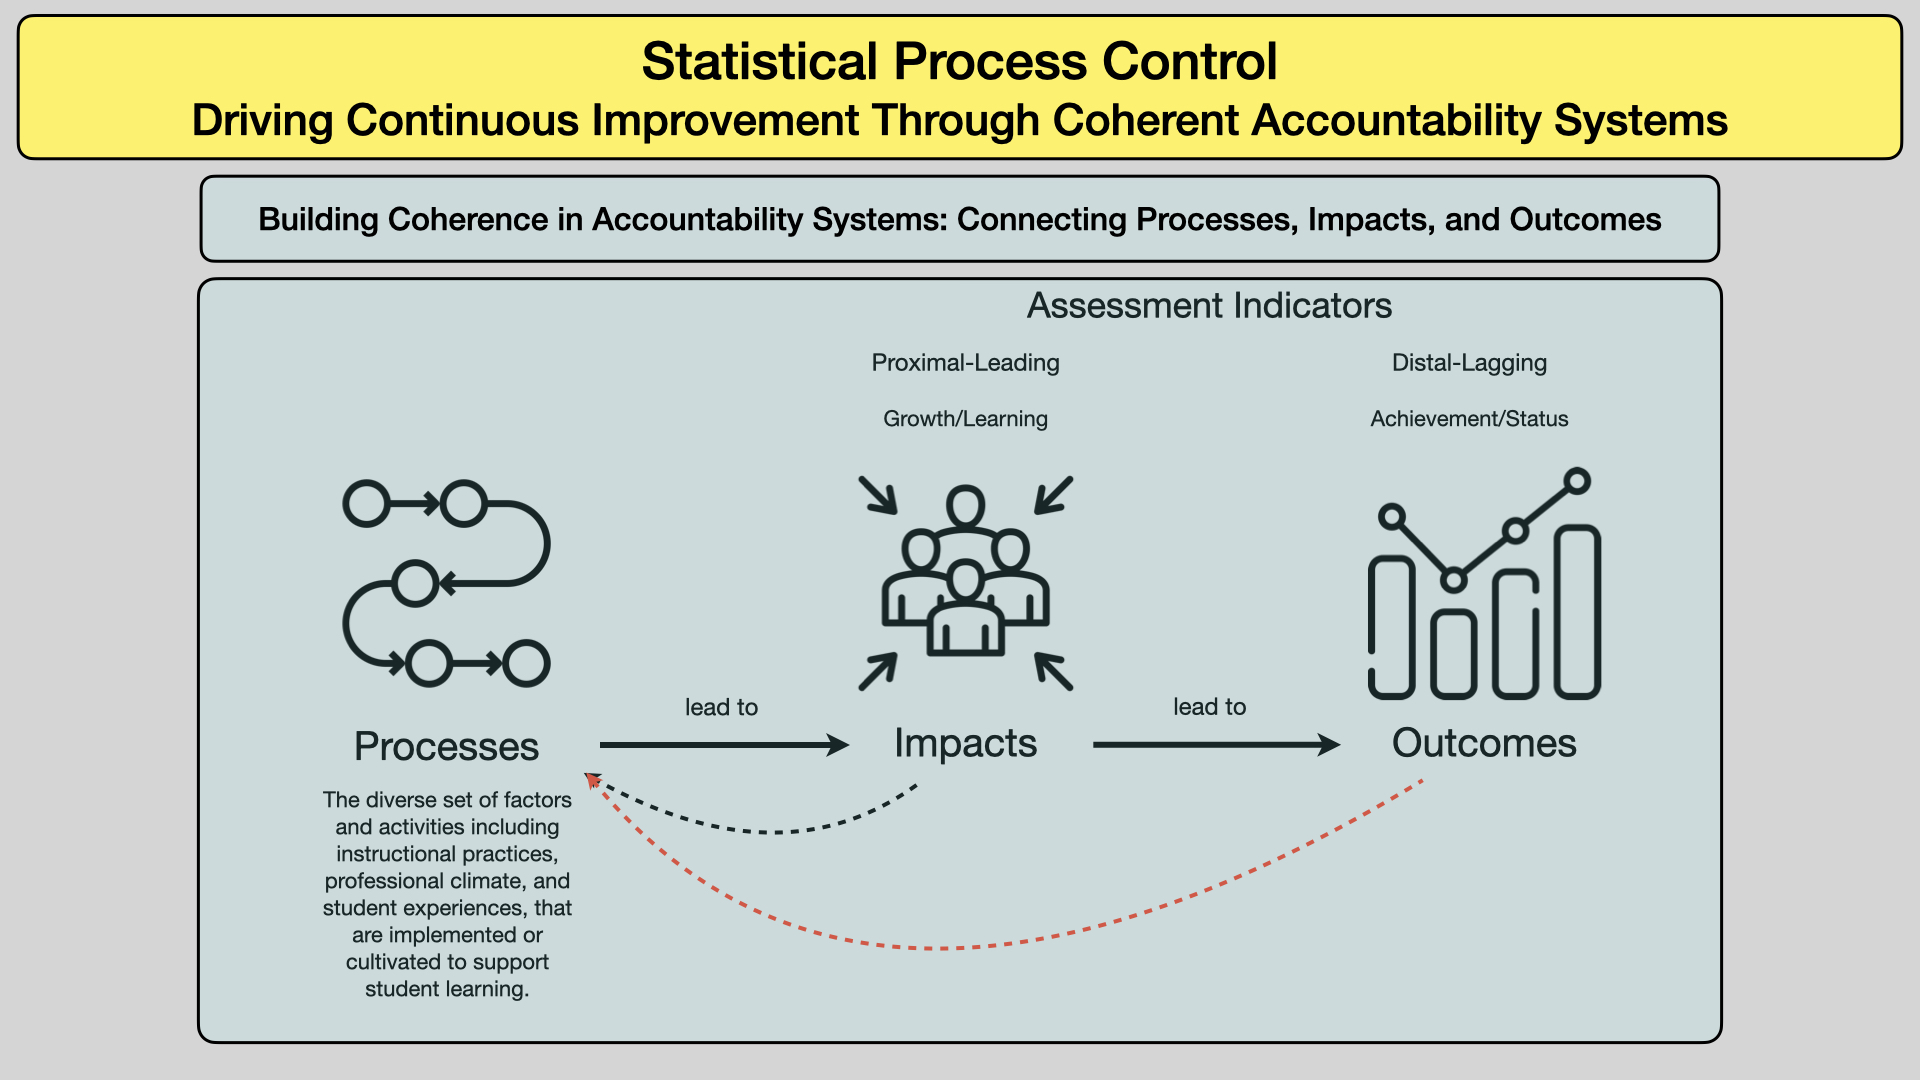 Statistical Process Control
Driving Continuous Improvement Through Coherent Accountability Systems
Building Coherence in Accountability Systems: Connecting Processes, Impacts, and Outcomes
Assessment Indicators
Proximal-Leading
Distal-Lagging
Growth/Learning
Achievement/Status
lead to
lead to
Processes
Impacts
Outcomes
The diverse set of factors
and activities including
instructional practices,
professional climate, and
student experiences, that
are implemented or
cultivated to support
student learning.